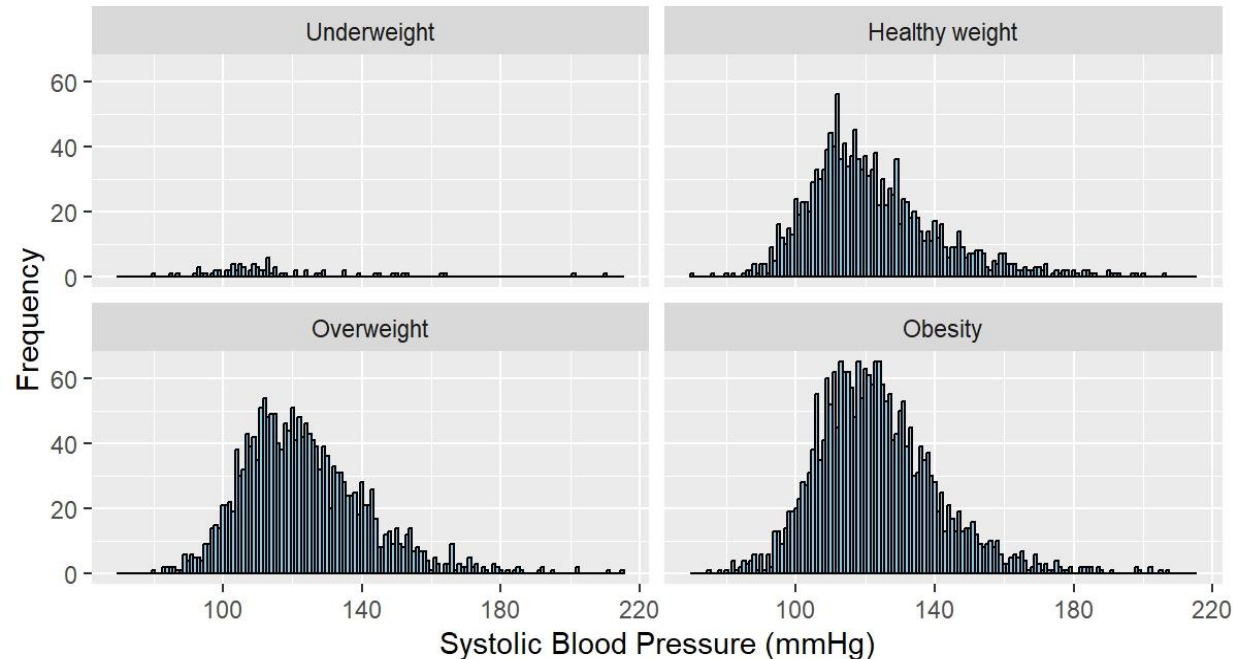 Underweight
Healthy weight
60
40
20
0
Overweight
Obesity
60
40
20
0
Frequency
100
140
180
220
100
140
180
220
Systolic Blood Pressure (mmHg)